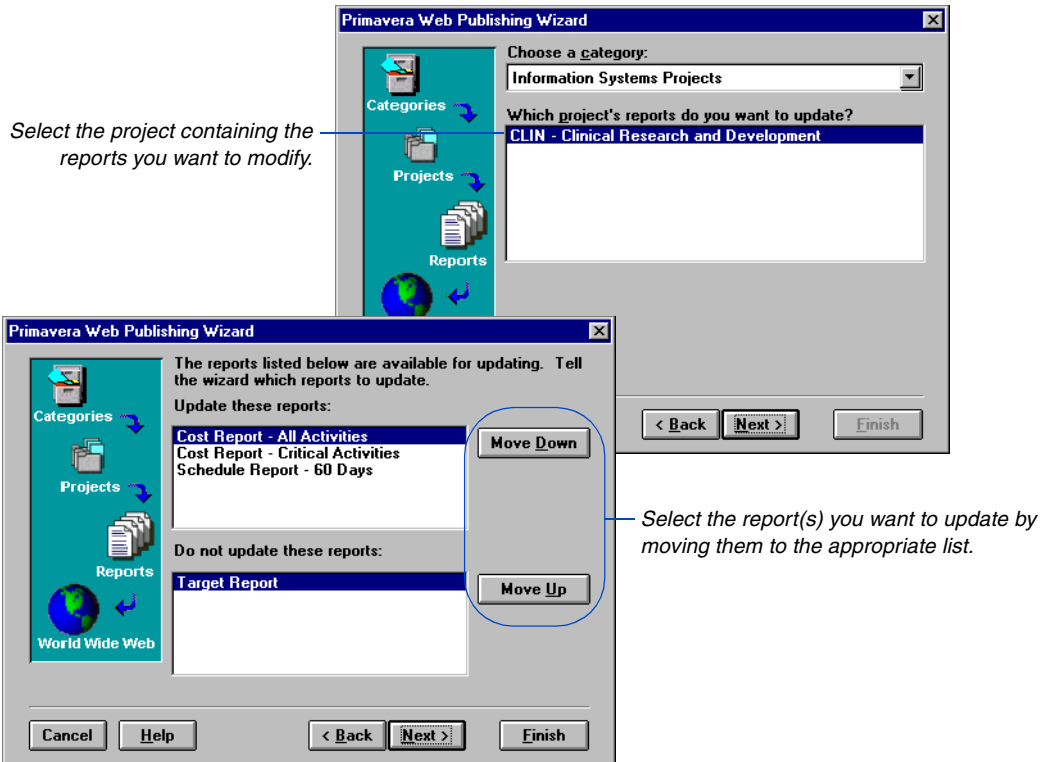 Primavera Web Publishing Wizard
Choose a category:
Information Systems Projects
Categories
Which project's reports do you want to update?
CLIN - Clinical Research and Development
Projects
Reports
< Back
Next >
Finish
Select the project containing the
reports you want to modify.
Primavera Web Publishing Wizard
The reports listed below are available for updating. Tell
the wizard which reports to update.
Categories
Update these reports:
Cost Report - All Activities
Cost Report - Critical Activities
Schedule Report - 60 Days
Move Down
Projects
Reports
Do not update these reports:
Target Report
Move Up
World Wide Web
Cancel
Help
< Back
Next >
Finish
Select the report(s) you want to update by
moving them to the appropriate list.